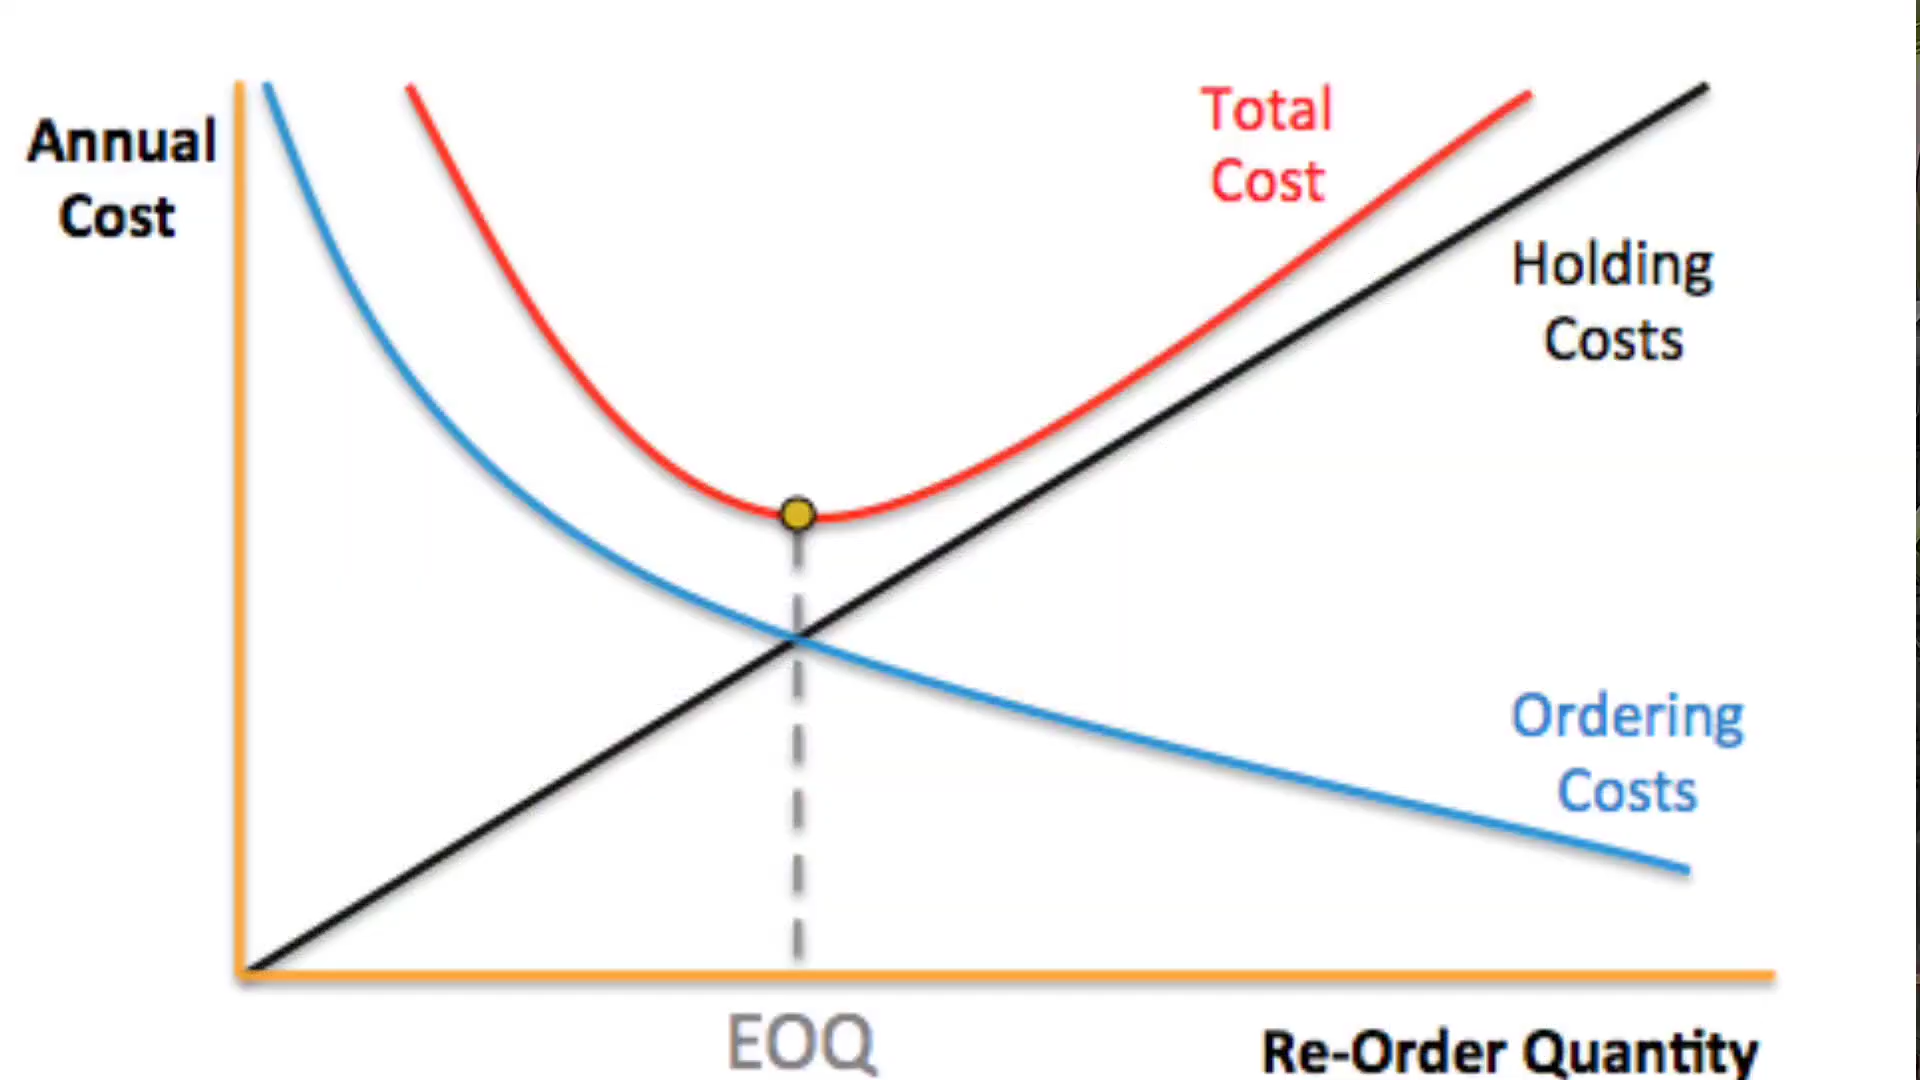 Annual
Cost
Total
Cost
Holding
Costs
Ordering
Costs
EOQ
Re-Order Quantity